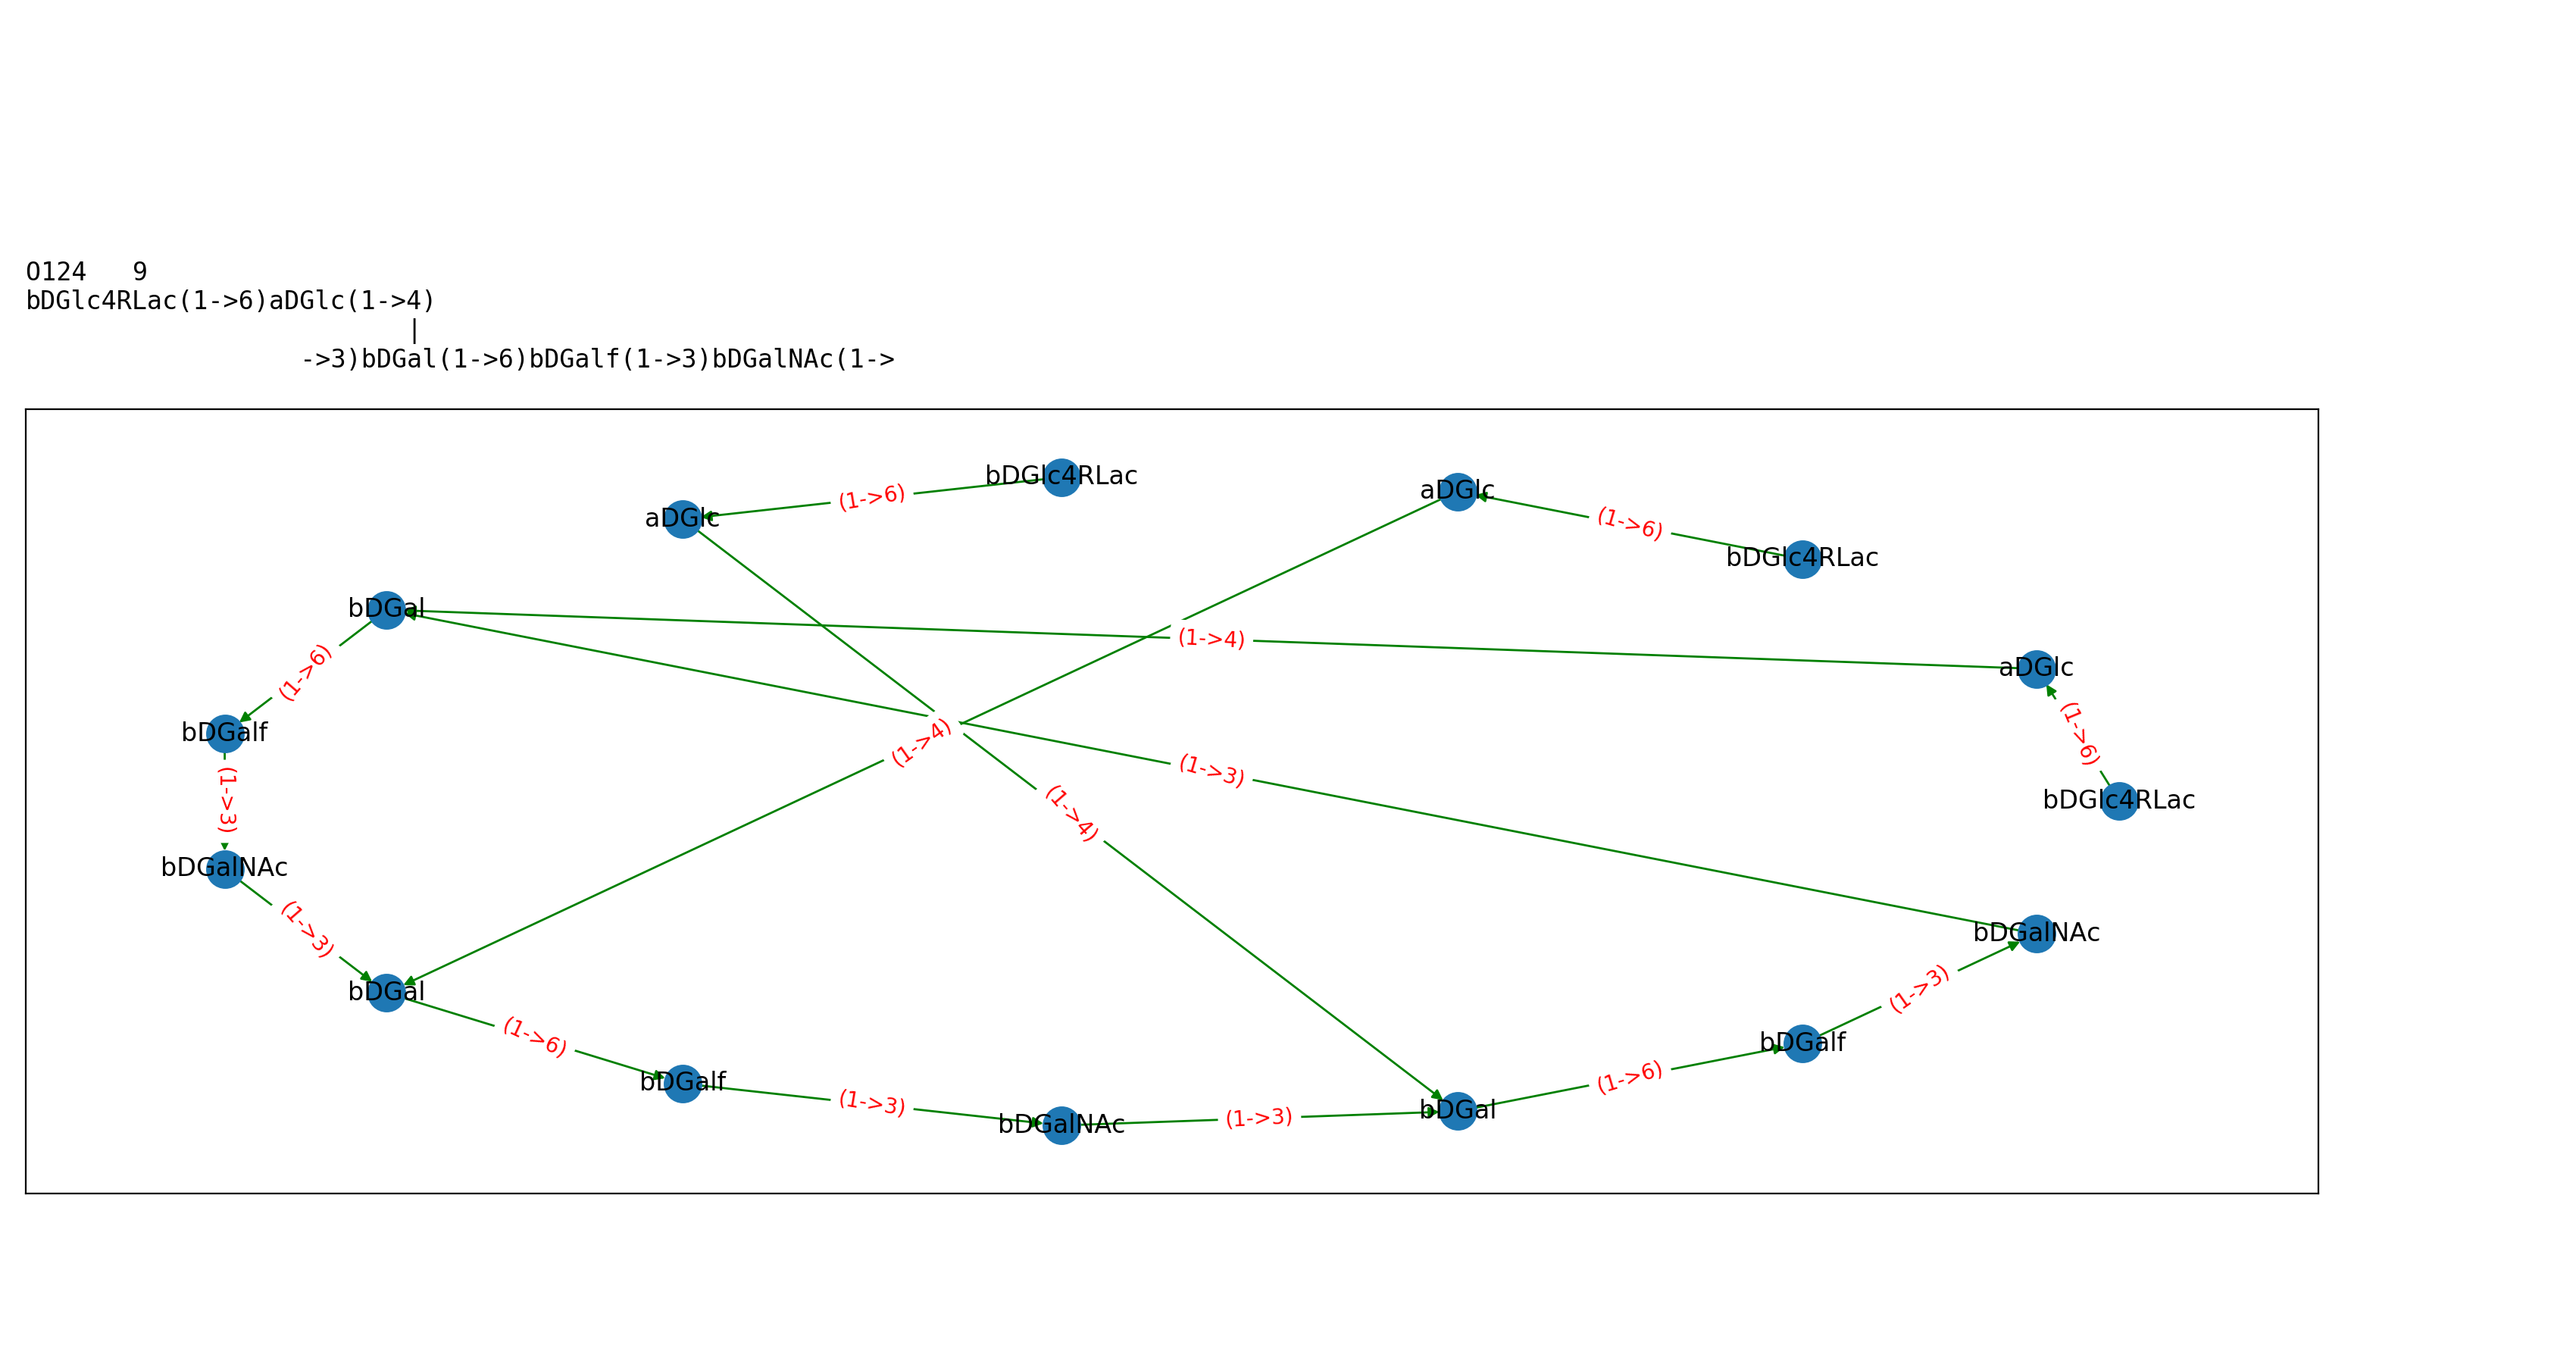 O124   9
bDGlc4RLac(1->6)aDGlc(1->4)
|
->3)bDGal(1->6)bDGalf(1->3)bDGalNAc(1->
bDGlc4RLac
aDGlc
(1->6)
aDGlc
(1->6)
bDGlc4RLac
bDGal
(1->4)
(1->6)
aDGlc
bDGalf
(1->4)
(1->6)
(1->3)
(1->3)
(1->4)
bDGlc4RLac
bDGalNAc
(1->3)
bDGalNAc
bDGal
(1->3)
(1->6)
bDGalf
bDGalf
(1->6)
(1->3)
bDGalNAc
(1->3)
bDGal